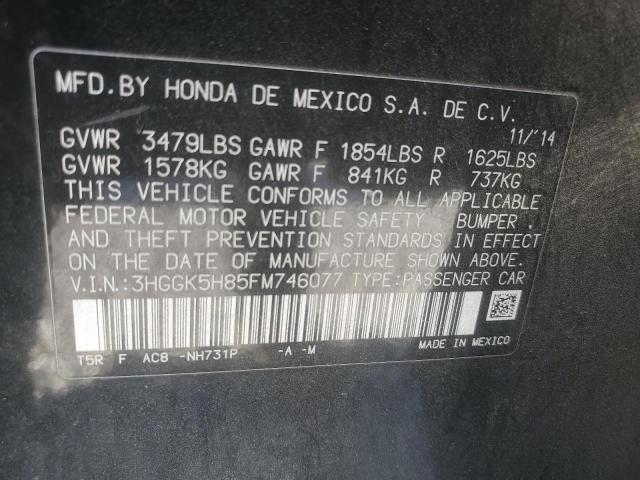 MFD.BY HONDA DE MEXICO S.A. DE C.V.
11/'14
GVWR 3479LBS GAWR F 1854LBS R 1625LBS
GVWR 1578KG GAWR F 841KG R 737KG
THIS VEHICLE CONFORMS TO ALL APPLICABLE
FEDERAL MOTOR VEHICLE SAFETY, BUMPER,
AND THEFT PREVENTION STANDARDS IN EFFECT
ON THE DATE OF MANUFACTURE SHOWN ABOVE.
V.I.N.:3HGGK5H85FM746077 TYPE:PASSENGER CAR
T5R F AC8 -NH731P -A -M
MADE IN MEXICO